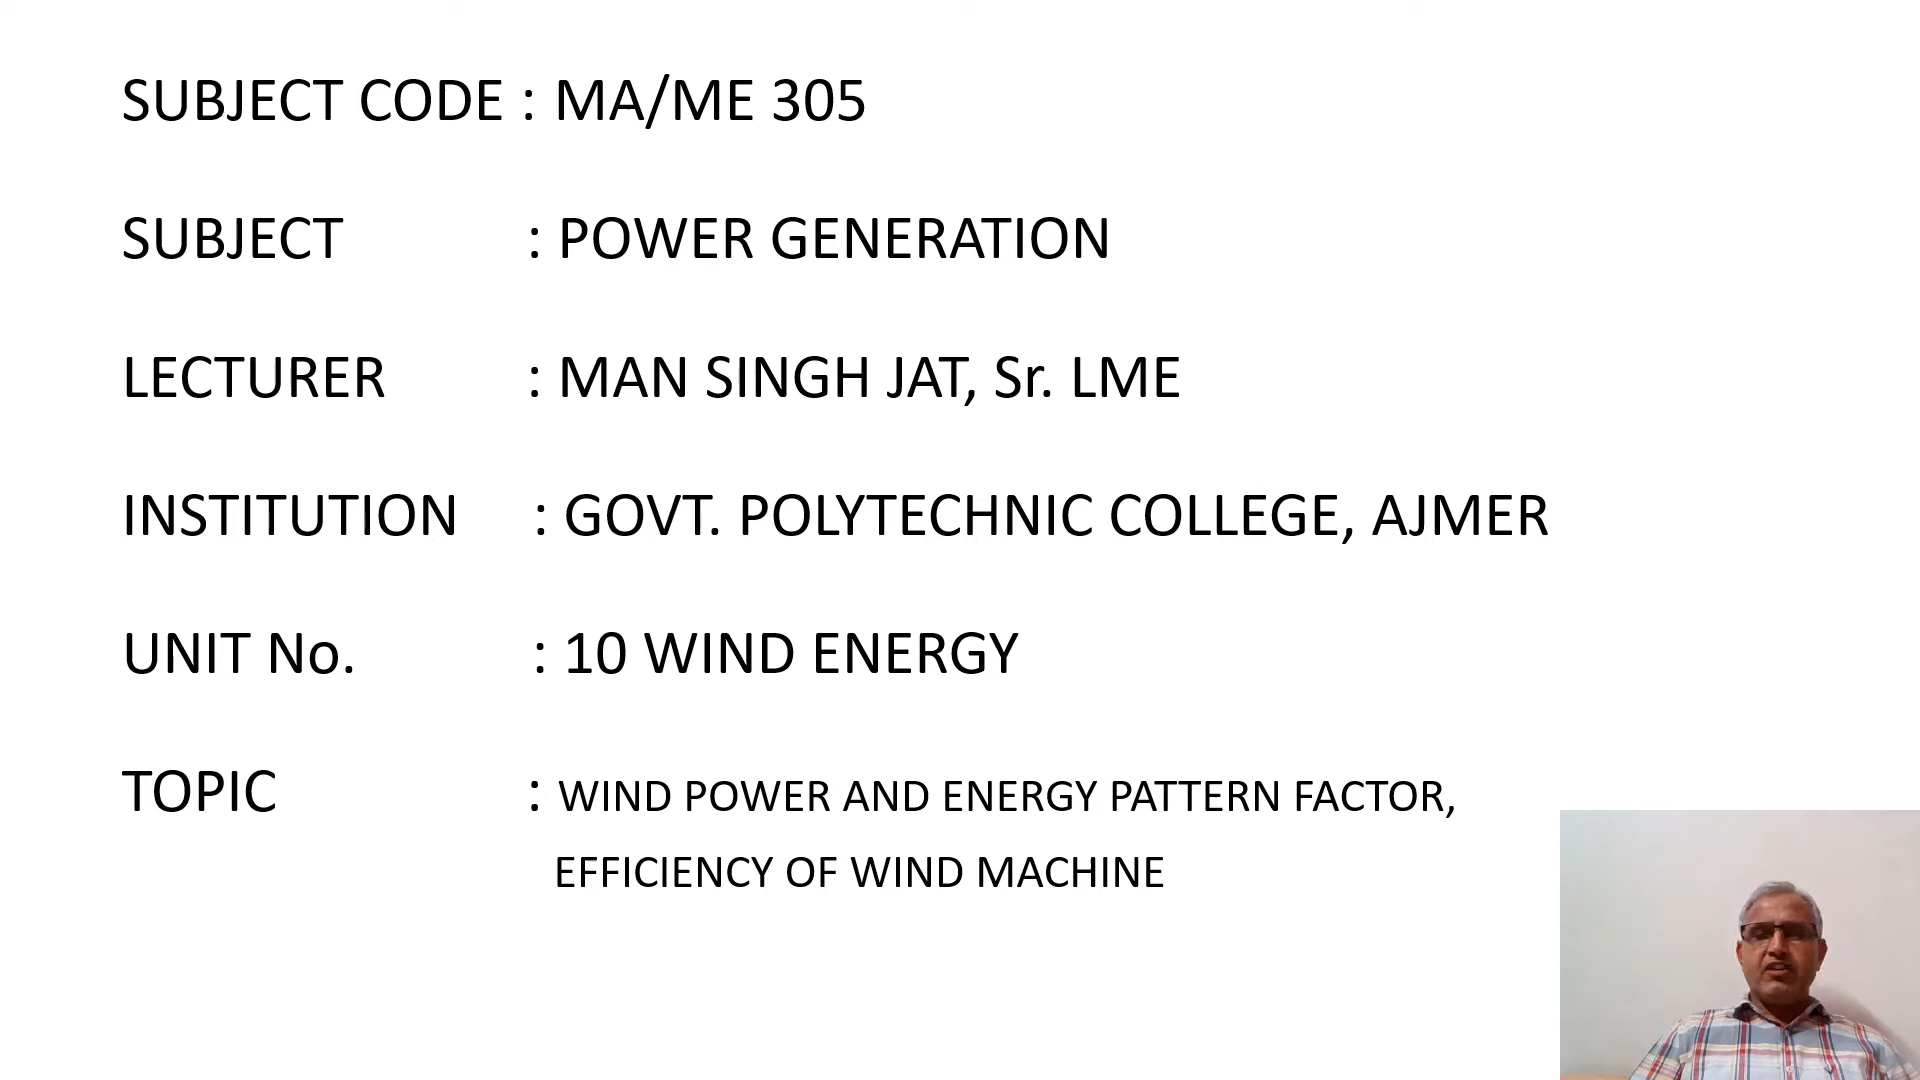 SUBJECT CODE : MA/ME 305
SUBJECT : POWER GENERATION
LECTURER : MAN SINGH JAT, Sr. LME
INSTITUTION : GOVT. POLYTECHNIC COLLEGE, AJMER
UNIT No. : 10 WIND ENERGY
TOPIC : WIND POWER AND ENERGY PATTERN FACTOR,
EFFICIENCY OF WIND MACHINE